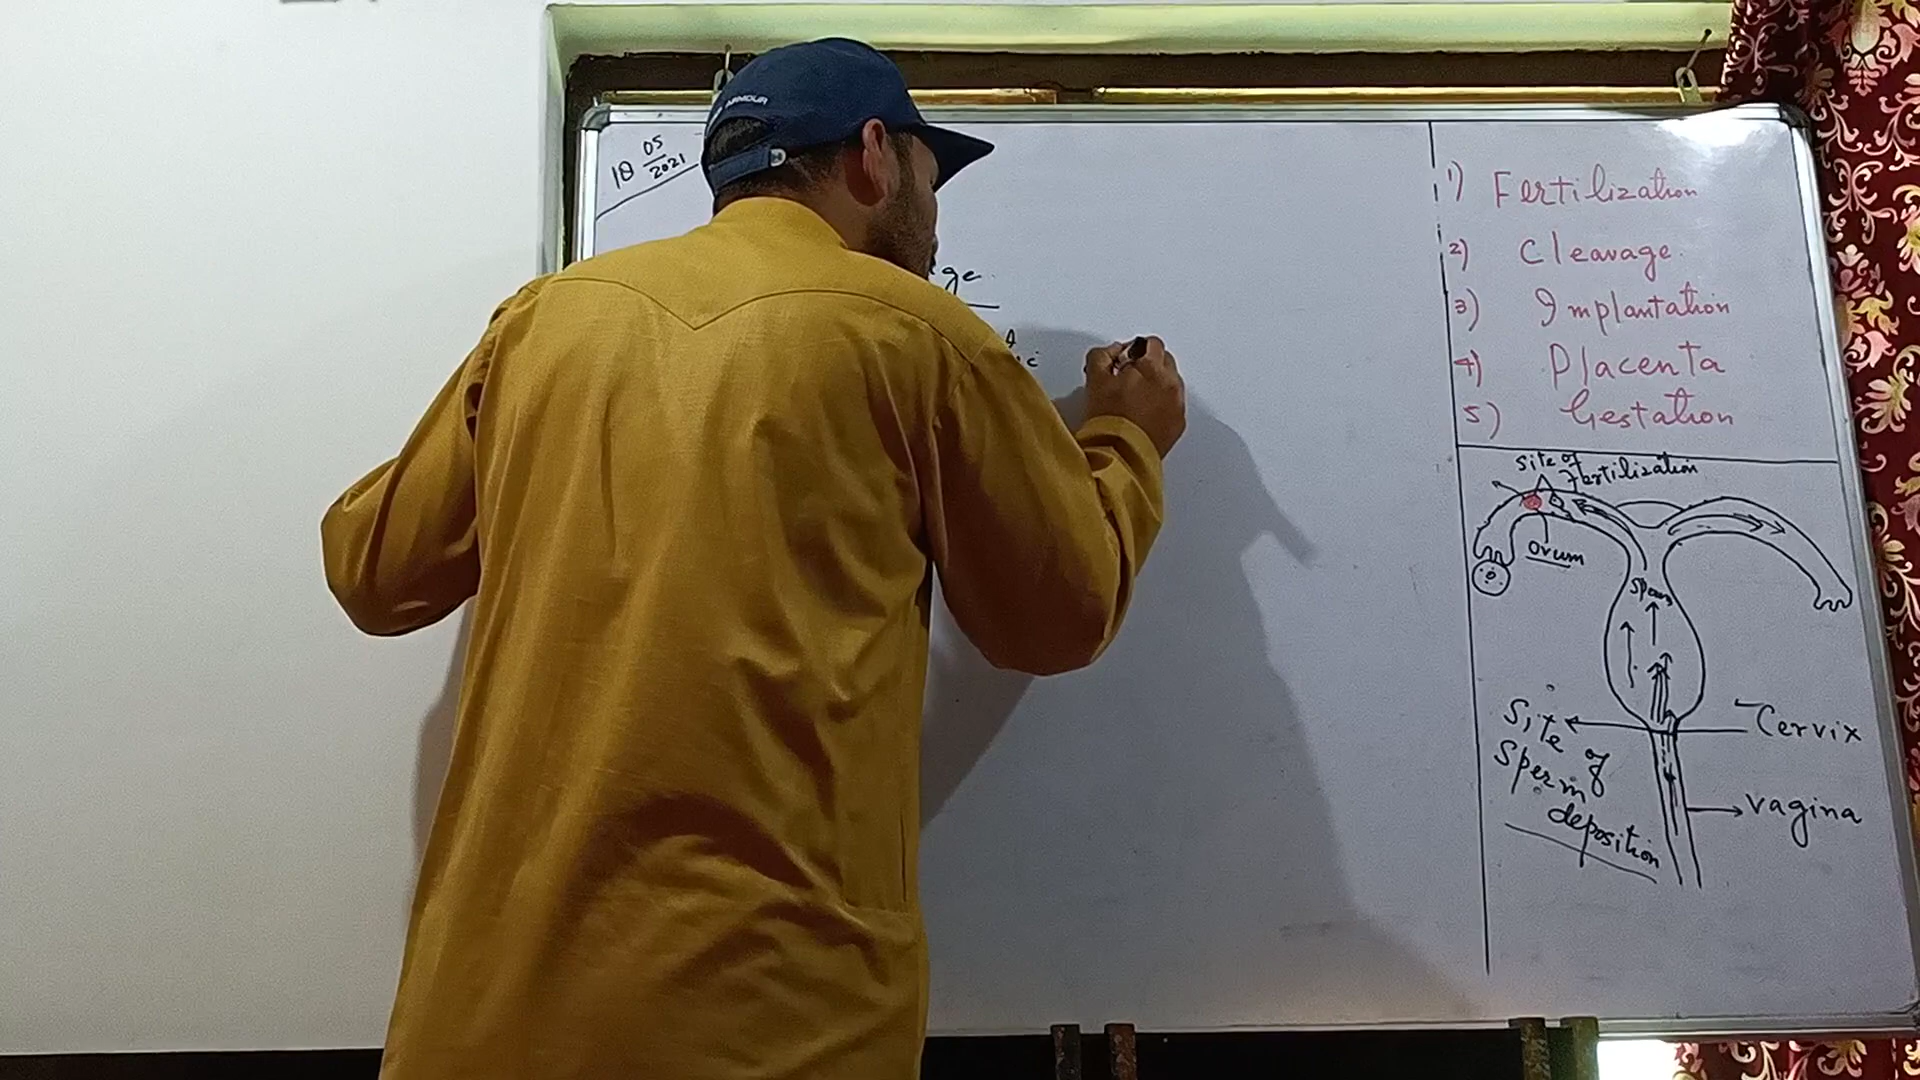 ARMOUR
18 05/2021
1) Fertilization
2) Cleavage
3) Implantation
4) Placenta
5) Gestation
Site of
Fertilization
Ovum
Cervix
Site of
Sperm
deposition
vagina